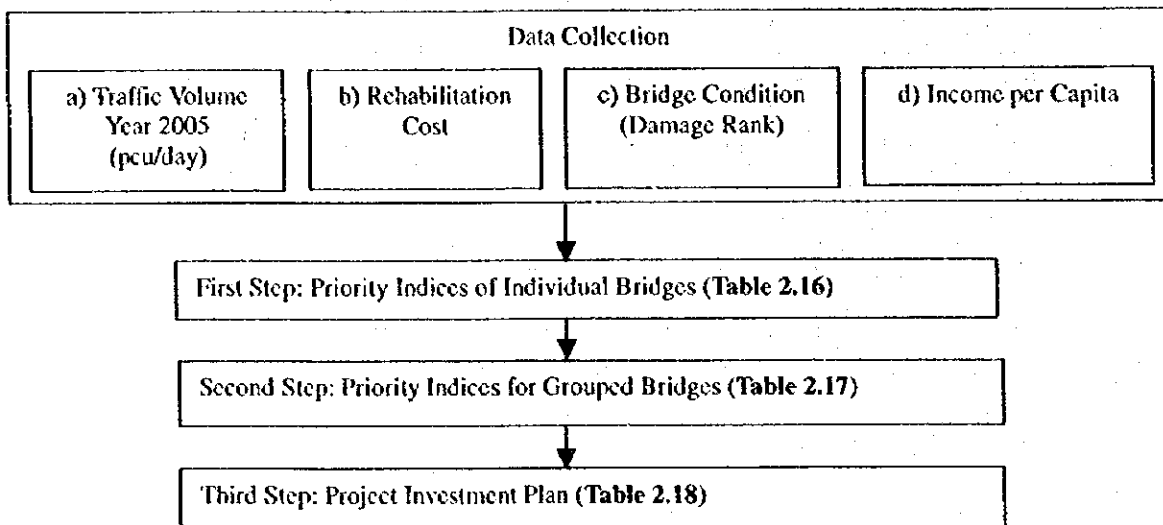 Data Collection
a) Traffic Volume
Year 2005
(pcu/day)
b) Rehabilitation
Cost
c) Bridge Condition
(Damage Rank)
d) Income per Capita
First Step: Priority Indices of Individual Bridges (Table 2.16)
Second Step: Priority Indices for Grouped Bridges (Table 2.17)
Third Step: Project Investment Plan (Table 2.18)